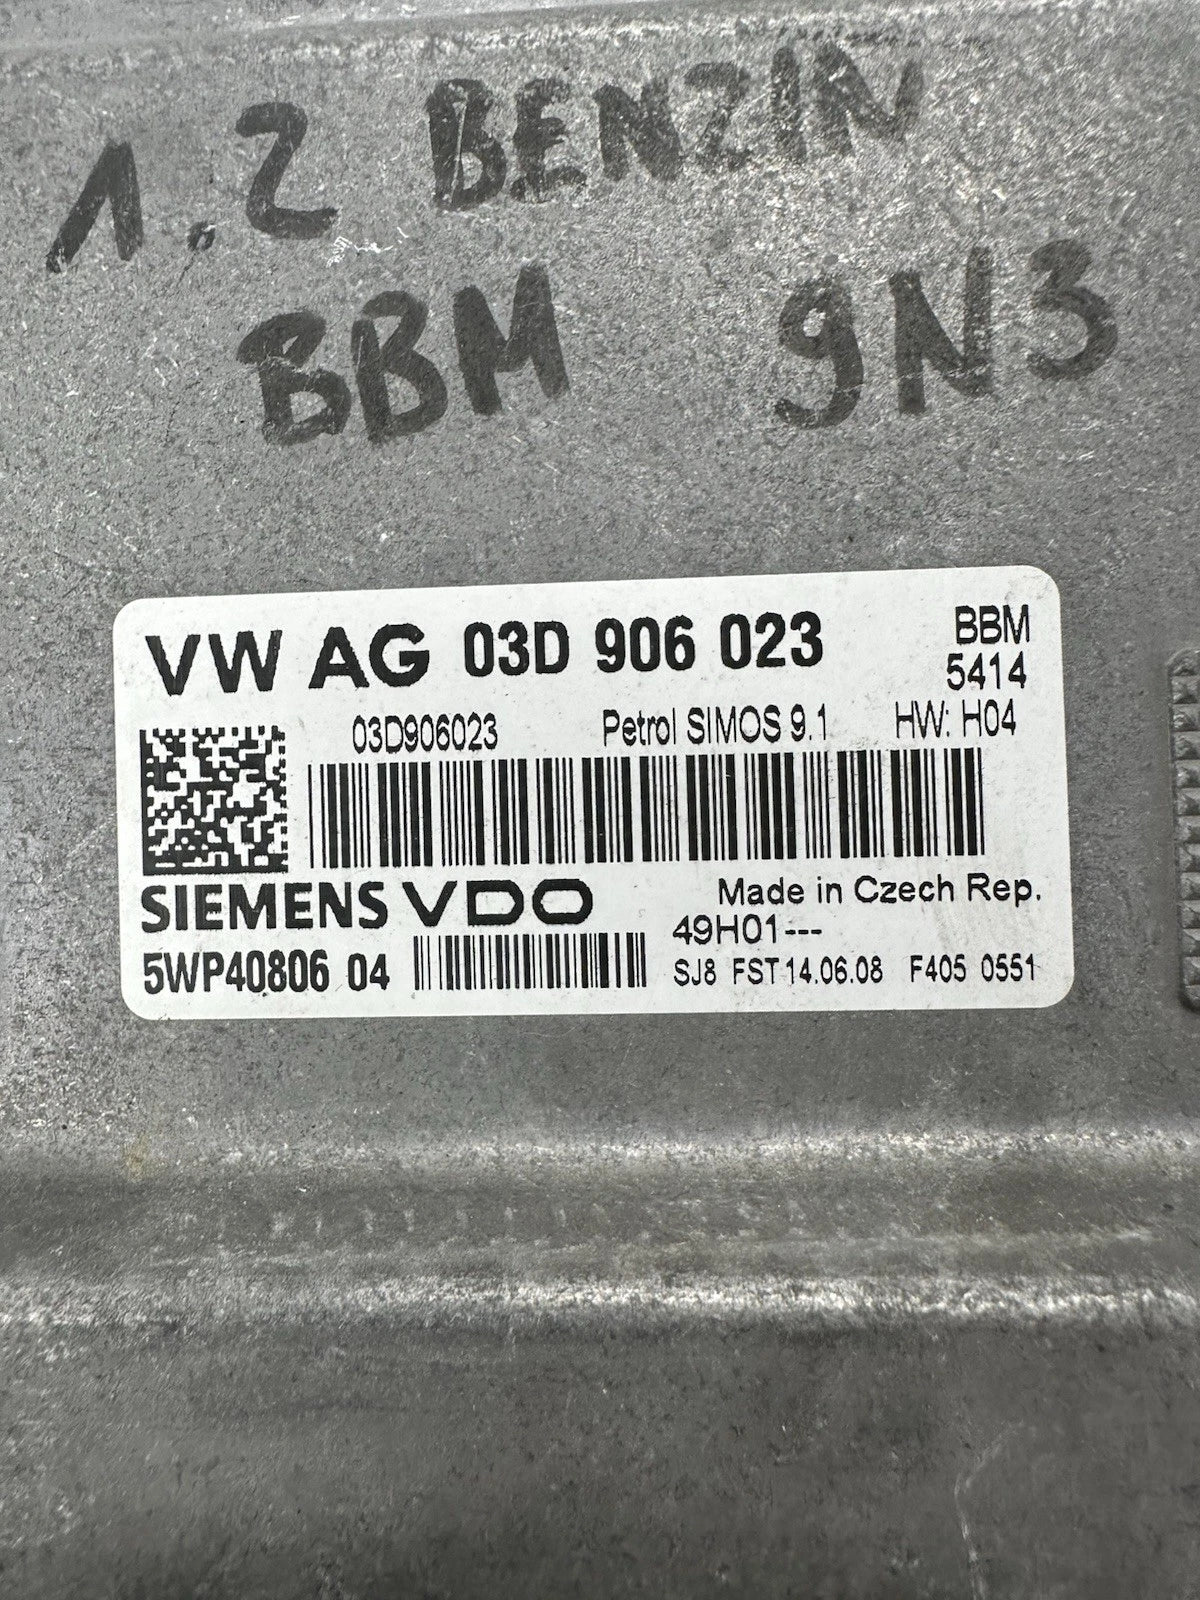 1.2 BENZIN
BBM 9N3
VW AG 03D 906 023 BBM
5414
03D906023 Petrol SIMOS 9.1 HW: H04
SIEMENS VDO Made in Czech Rep.
49H01---
5WP40806 04 SJ8 FST 14.06.08 F405 0551